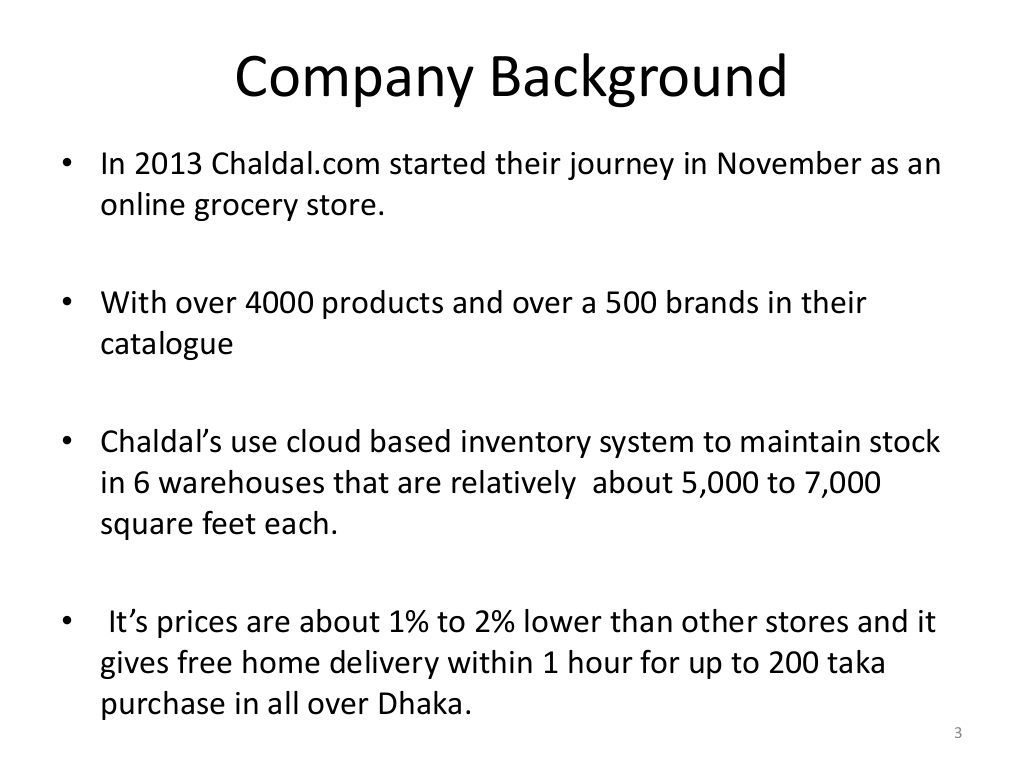 Company Background
• In 2013 Chaldal.com started their journey in November as an
online grocery store.
• With over 4000 products and over a 500 brands in their
catalogue
• Chaldal’s use cloud based inventory system to maintain stock
in 6 warehouses that are relatively  about 5,000 to 7,000
square feet each.
• It’s prices are about 1% to 2% lower than other stores and it
gives free home delivery within 1 hour for up to 200 taka
purchase in all over Dhaka.
3